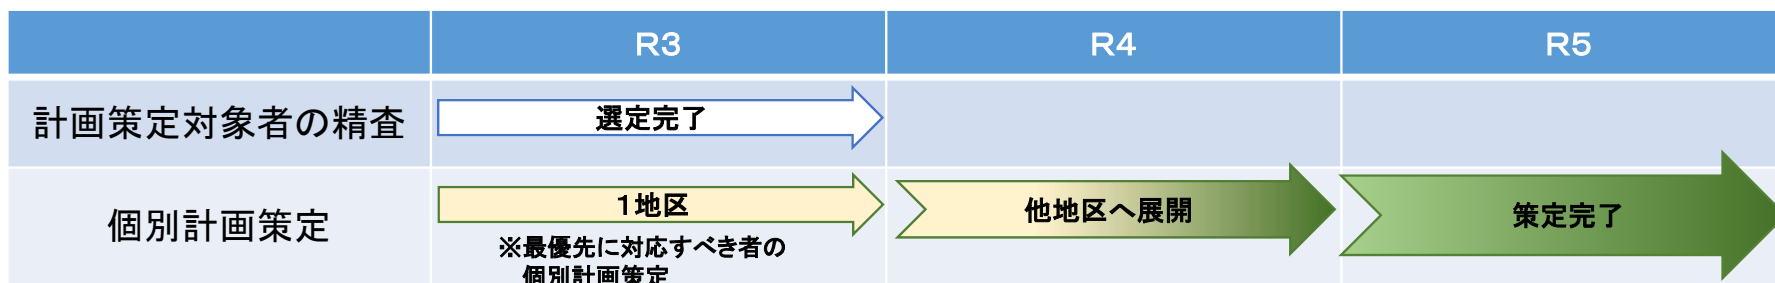 R3 R4 R5
計画策定対象者の精査 選定完了
個別計画策定 1地区 他地区へ展開 策定完了
※最優先に対応すべき者の
個別計画策定